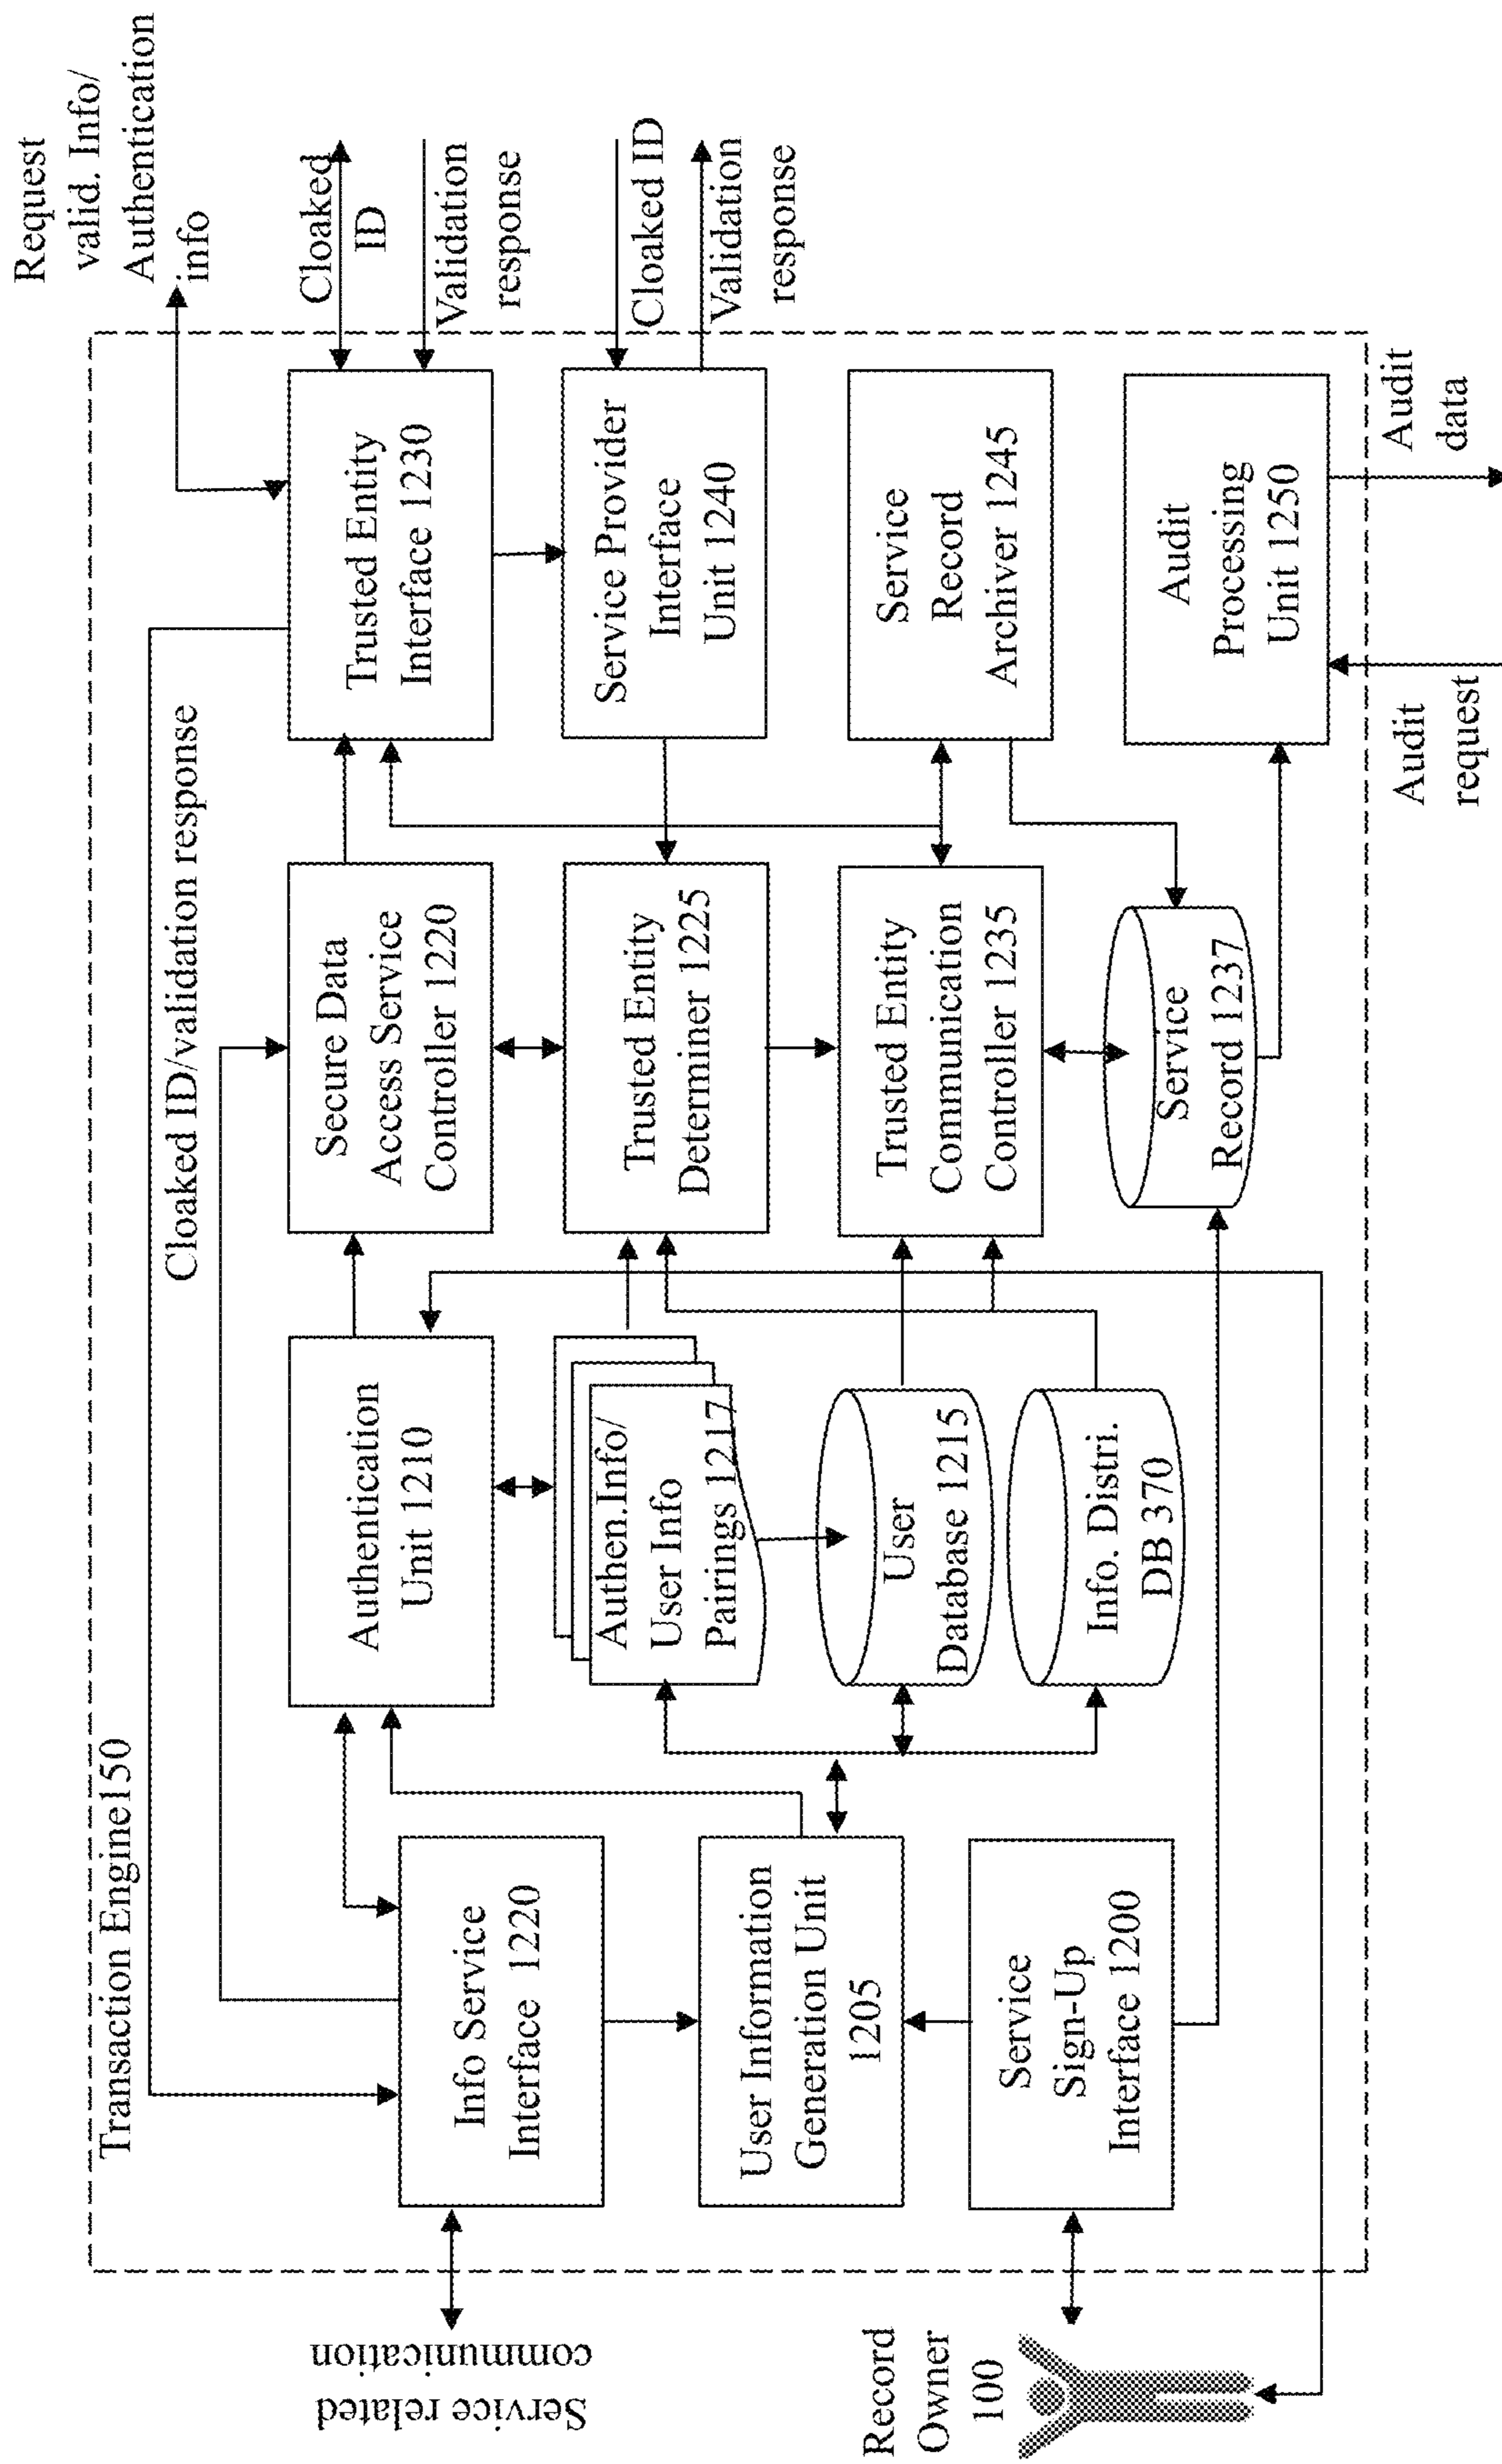 Transaction Engine150
Cloaked ID/validation response
Request
valid. Info/
Authentication
info
Cloaked
ID
Validation
response
Cloaked ID
Validation
response
Service related
communication
Info Service
Interface 1220
Authentication
Unit 1210
Secure Data
Access Service
Controller 1220
Trusted Entity
Interface 1230
User Information
Generation Unit
1205
Authen.Info/
User Info
Pairings 1217
Trusted Entity
Determiner 1225
Service Provider
Interface
Unit 1240
Record
Owner
100
Service
Sign-Up
Interface 1200
User
Database 1215
Info. Distri.
DB 370
Trusted Entity
Communication
Controller 1235
Service
Record
Archiver 1245
Service
Record 1237
Audit
Processing
Unit 1250
Audit
request
Audit
data